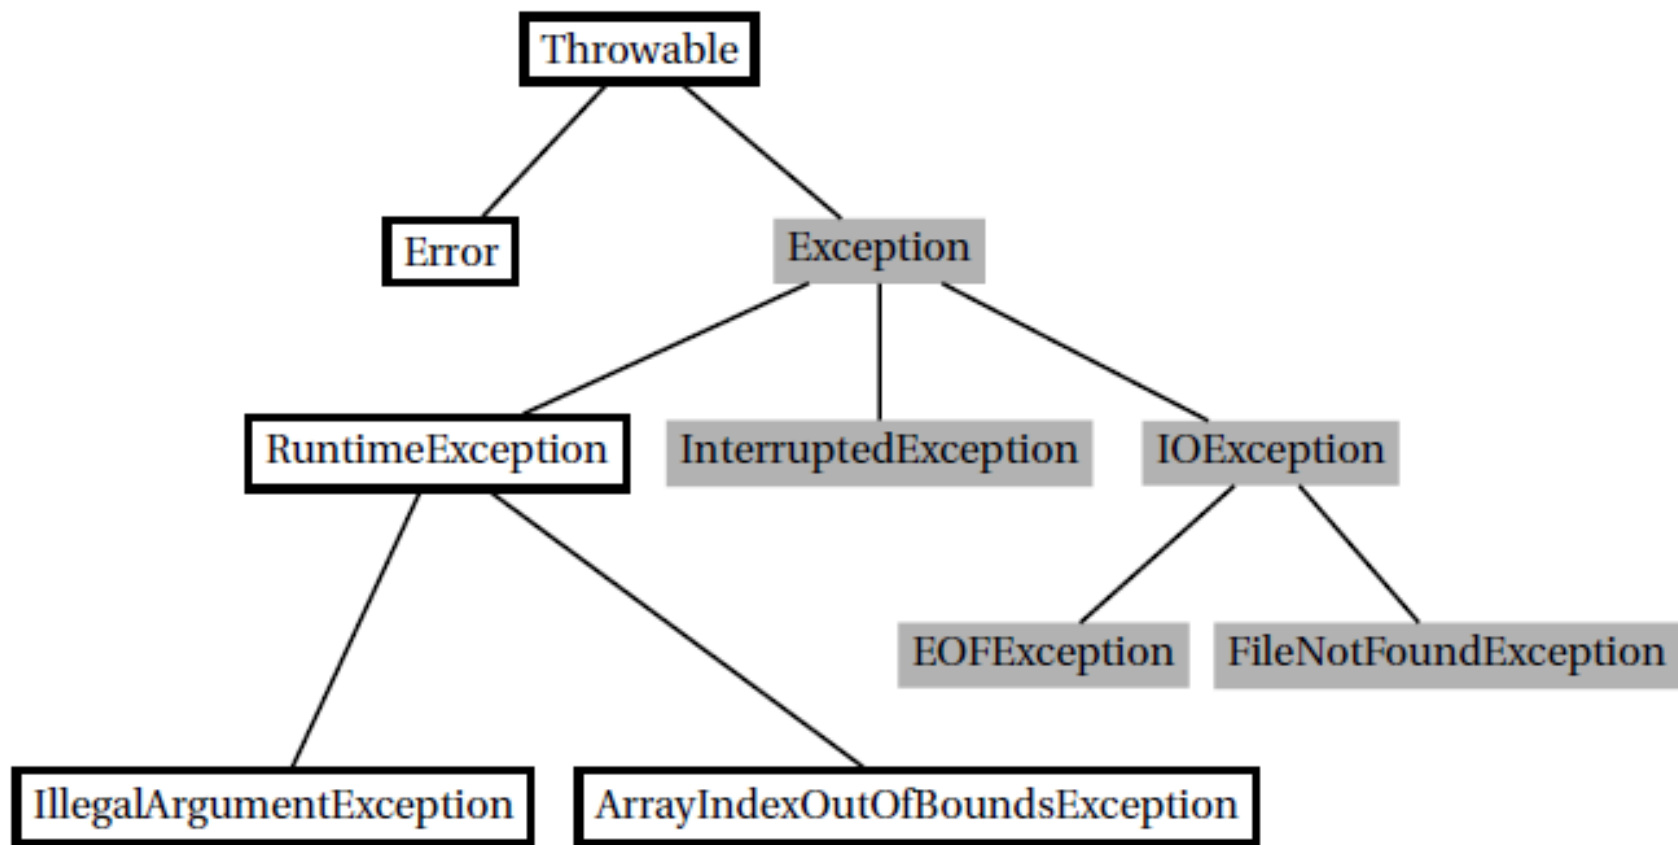 Throwable
Error
Exception
RuntimeException
InterruptedException
IOException
EOFException
FileNotFoundException
IllegalArgumentException
ArrayIndexOutOfBoundsException